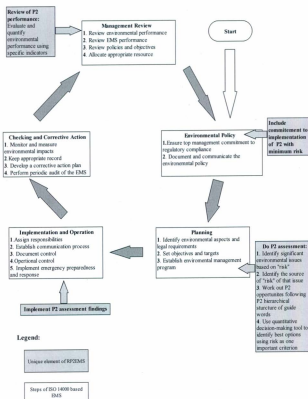 Review of P2
performance:
Evaluate and
quantify
environmental
performance using
specific indicators
Management Review
1. Review environmental performance
2. Review EMS performance
3. Review policies and objectives
4. Allocate appropriate resource
Start
Checking and Corrective Action
1. Monitor and measure
environmental impacts
2. Keep appropriate record
3. Develop a corrective action plan
4. Perform periodic audit of the EMS
Environmental Policy
1.Ensure top management commitment to
regulatory compliance
2. Document and communicate the
environmental policy
Include
commitment to
implementation
of P2 with
minimum risk
Implementation and Operation
1. Assign responsibilities
2. Establish communication process
3. Document control
4. Operational control
5. Implement emergency preparedness
and response
Planning
1. Identify environmental aspects and
legal requirements
2. Set objectives and targets
3. Establish environmental management
program
Do P2 assessment:
1. Identify significant
environmental issues
based on "risk"
2. Identify the source
of "risk" of that issue
3. Work out P2
opportunites following
P2 hierarchical
sturcture of guide
words
4. Use quantitative
decision-making tool to
identify best options
using risk as one
important criterion
Implement P2 assessment findings
Legend:
Unique element of RP2EMS
Steps of ISO 14000 based
EMS